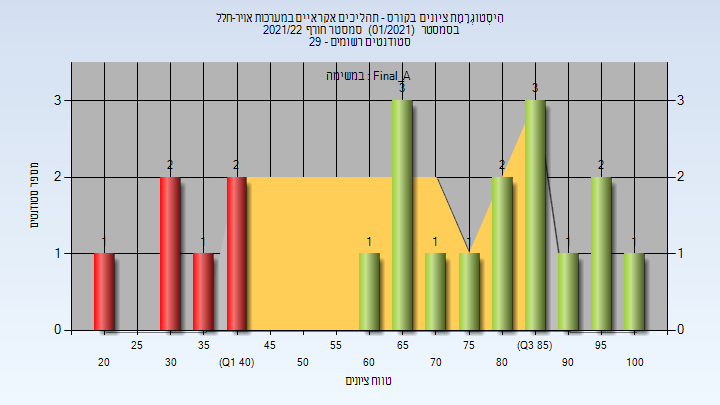 הִיסְטוֹגְרָמַת ציונים בקורס - תהליכים אקראיים במערכות אויר-חלל
בסמסטר (01/2021) סמסטר חורף 2021/22
סטודנטים רשומים - 29
במשימה : Final_A
מספר סטודנטים
3 3
2 2
1 1
0 0
1 2 1 2 1 3 1 1 2 3 1 2 1
25 35 45 55 65 75 (Q3 85) 95
20 30 (Q1 40) 50 60 70 80 90 100
טווח ציונים